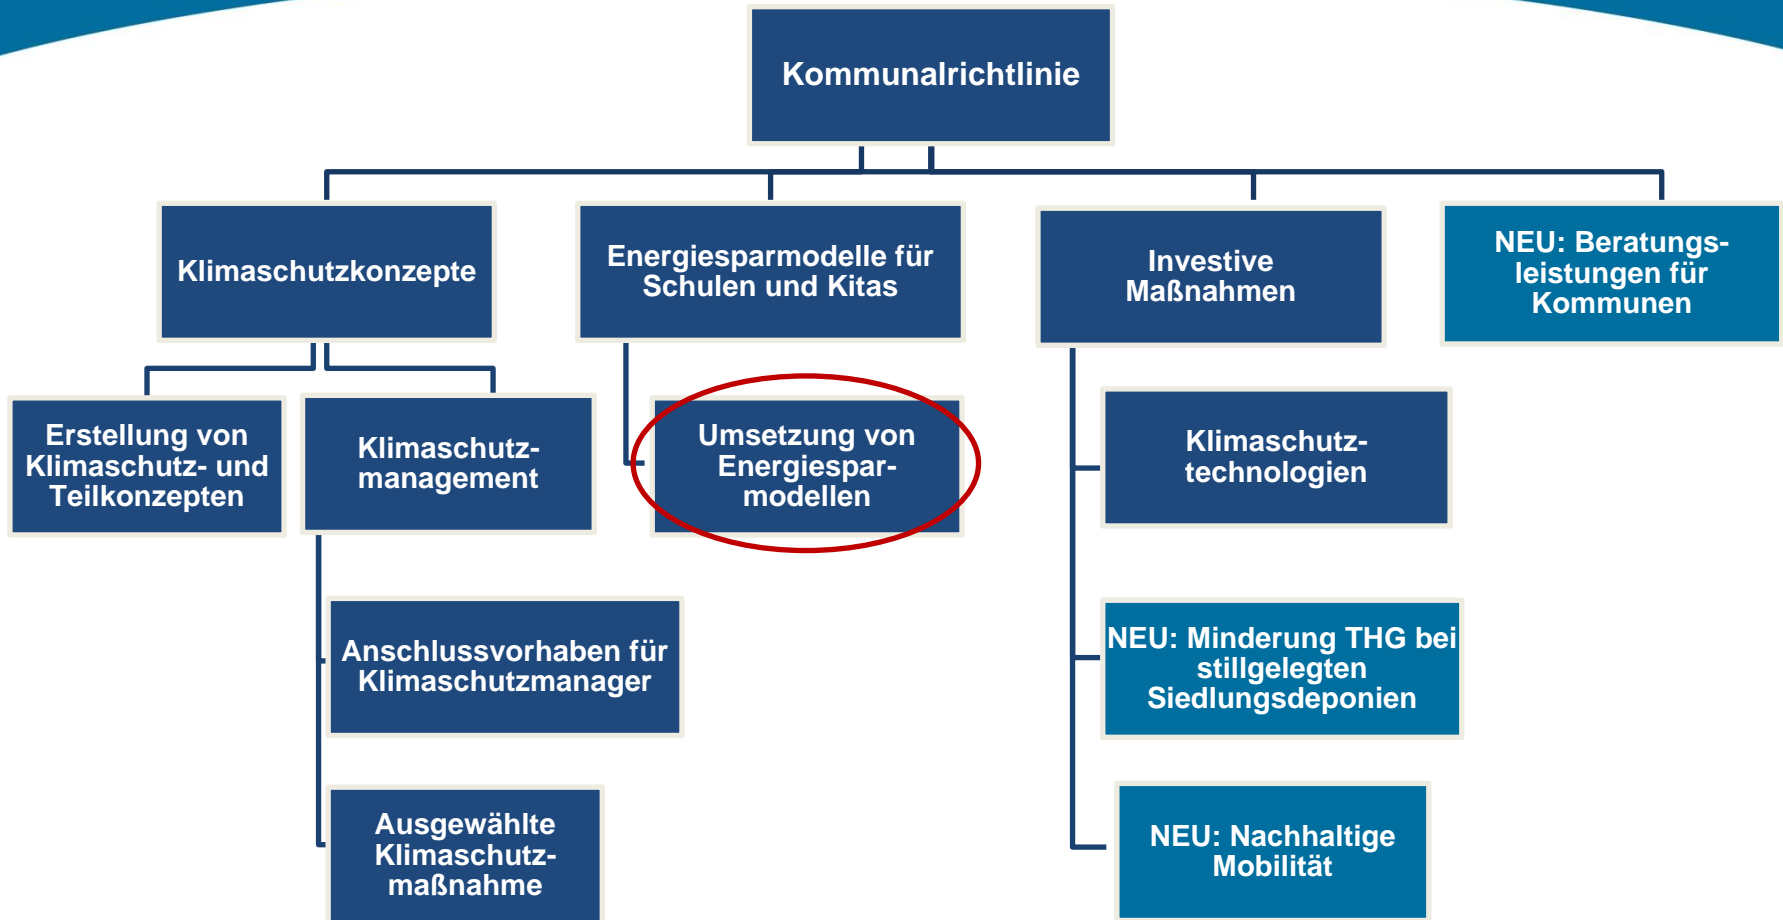 Kommunalrichtlinie
Klimaschutzkonzepte
Energiesparmodelle für
Schulen und Kitas
Investive
Maßnahmen
NEU: Beratungs-
leistungen für
Kommunen
Erstellung von
Klimaschutz- und
Teilkonzepten
Klimaschutz-
management
Umsetzung von
Energiespar-
modellen
Klimaschutz-
technologien
Anschlussvorhaben für
Klimaschutzmanager
NEU: Minderung THG bei
stillgelegten
Siedlungsdeponien
Ausgewählte
Klimaschutz-
maßnahme
NEU: Nachhaltige
Mobilität